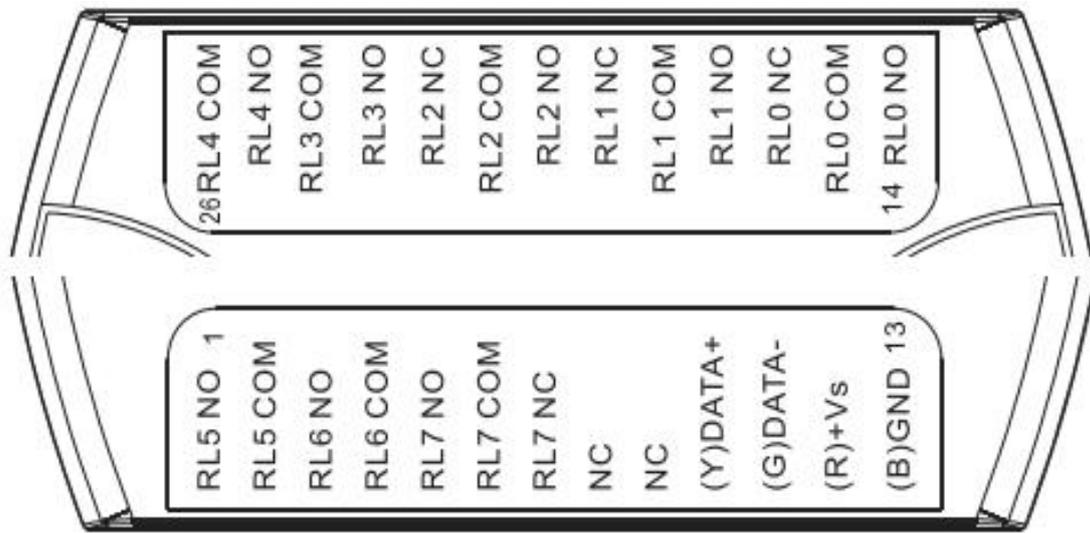 26 RL4 COM
RL4 NO
RL3 COM
RL3 NO
RL2 NC
RL2 COM
RL2 NO
RL1 NC
RL1 COM
RL1 NO
RL0 NC
RL0 COM
14 RL0 NO
RL5 NO 1
RL5 COM
RL6 NO
RL6 COM
RL7 NO
RL7 COM
RL7 NC
NC
NC
(Y)DATA+
(G)DATA-
(R)+Vs
(B)GND 13